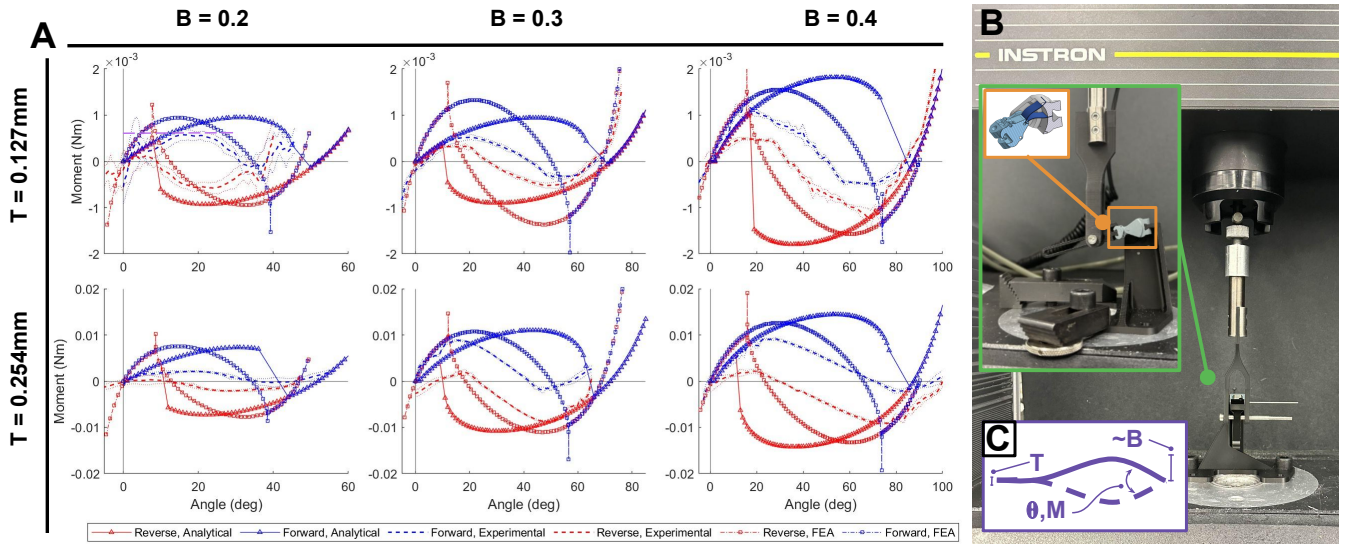 A
B = 0.2
B = 0.3
B = 0.4
T = 0.127mm
×10⁻³
2
1
0
-1
-2
0
20
40
60
Moment (Nm)
×10⁻³
2
1
0
-1
-2
0
20
40
60
80
×10⁻³
2
1
0
-1
-2
0
20
40
60
80
100
T = 0.254mm
0.02
0.01
0
-0.01
-0.02
0
20
40
60
Moment (Nm)
Angle (deg)
0.02
0.01
0
-0.01
-0.02
0
20
40
60
80
Angle (deg)
0.02
0.01
0
-0.01
-0.02
0
20
40
60
80
100
Angle (deg)
Reverse, Analytical
Forward, Analytical
Forward, Experimental
Reverse, Experimental
Reverse, FEA
Forward, FEA
B
INSTRON
C
T
~B
θ,M